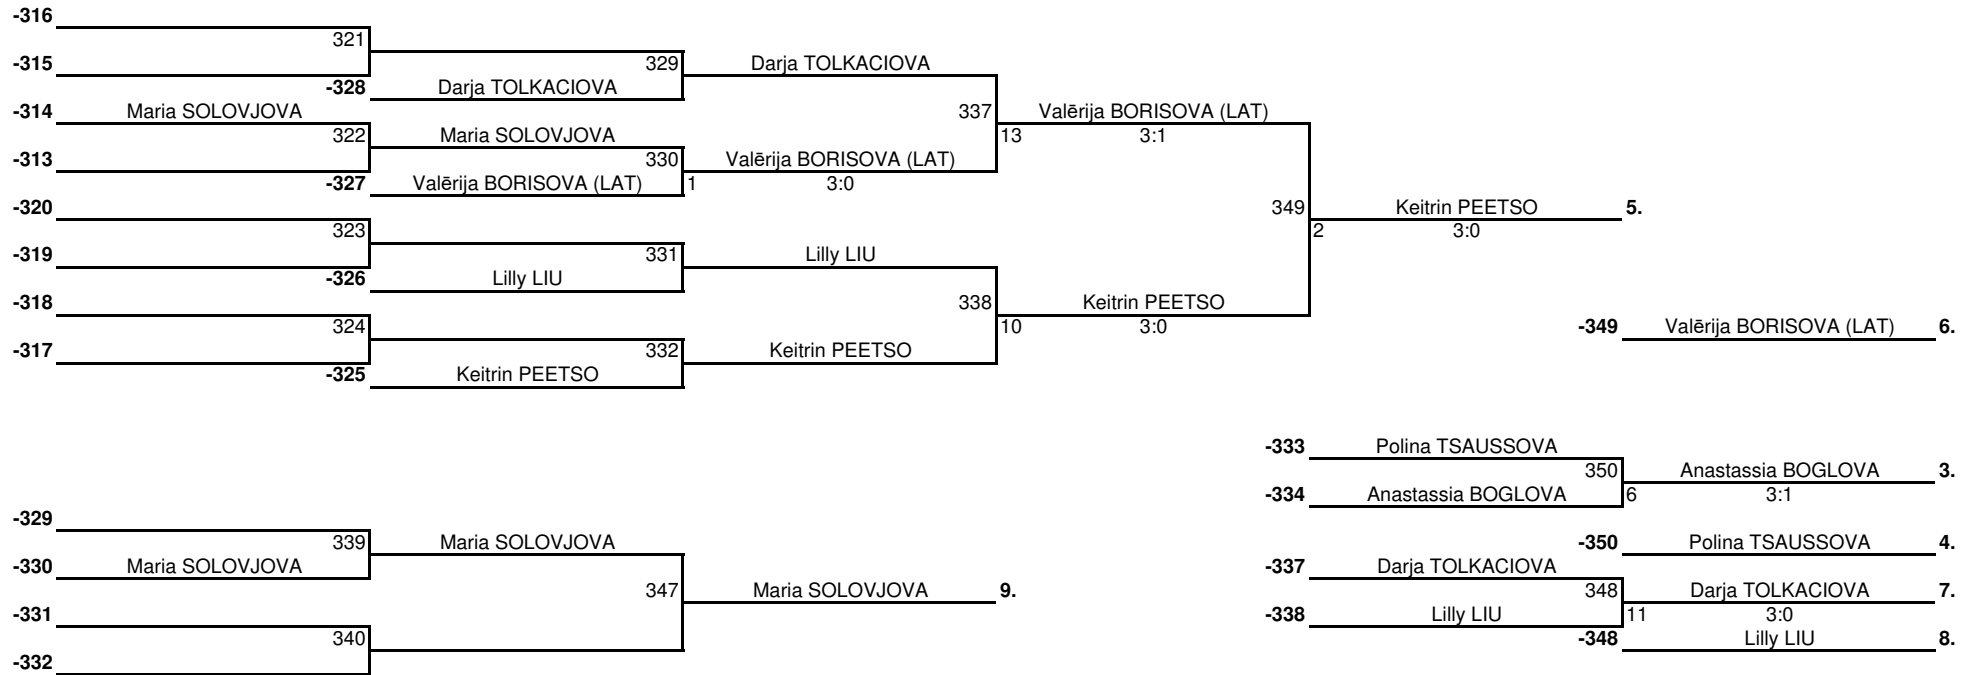 -316
321
-315
329 Darja TOLKACIOVA
-328 Darja TOLKACIOVA
-314 Maria SOLOVJOVA
337 Valērija BORISOVA (LAT)
322 Maria SOLOVJOVA
13 3:1
-313
330 Valērija BORISOVA (LAT)
-327 Valērija BORISOVA (LAT) 1 3:0
-320
349 Keitrin PEETSO 5.
323
2 3:0
-319
331 Lilly LIU
-326 Lilly LIU
-318
338 Keitrin PEETSO
324
10 3:0
-349 Valērija BORISOVA (LAT) 6.
-317
332 Keitrin PEETSO
-325 Keitrin PEETSO
-333 Polina TSAUSSOVA
350 Anastassia BOGLOVA 3.
-334 Anastassia BOGLOVA 6 3:1
-329
339 Maria SOLOVJOVA
-350 Polina TSAUSSOVA 4.
-330 Maria SOLOVJOVA
-337 Darja TOLKACIOVA
347 Maria SOLOVJOVA 9.
348 Darja TOLKACIOVA 7.
-331
-338 Lilly LIU 11 3:0
340
-348 Lilly LIU 8.
-332